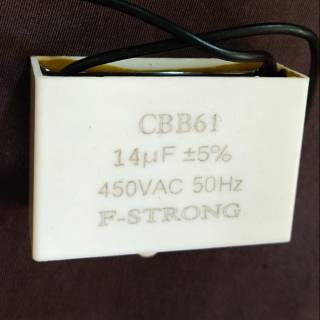 CBB61
14µF ±5%
450VAC 50Hz
F-STRONG